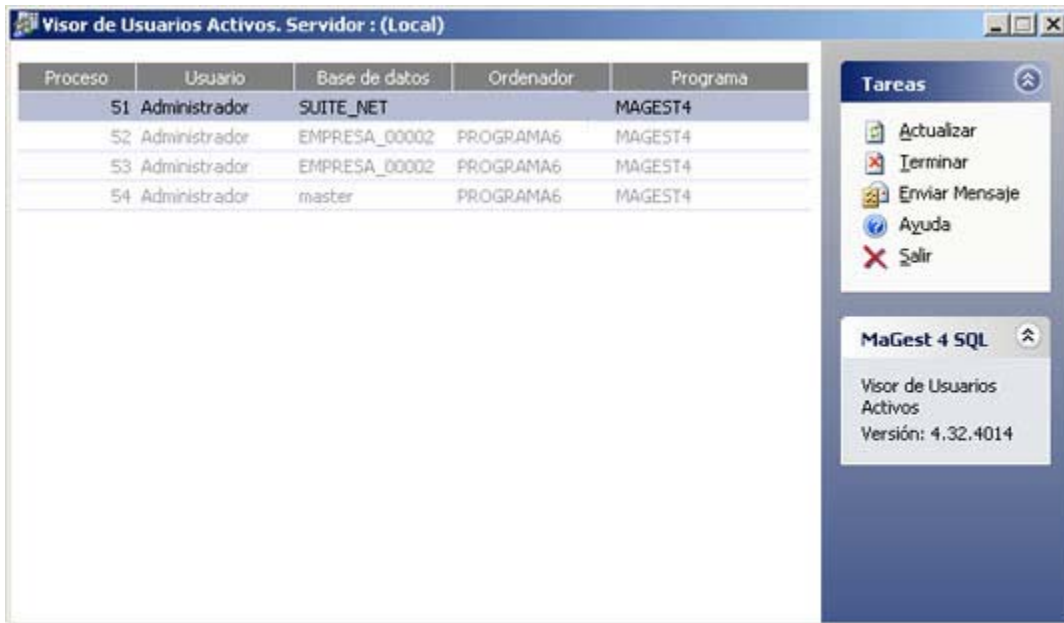 Visor de Usuarios Activos. Servidor : (Local)
Proceso Usuario Base de datos Ordenador Programa
51 Administrador SUITE_NET MAGEST4
52 Administrador EMPRESA_00002 PROGRAMA6 MAGEST4
53 Administrador EMPRESA_00002 PROGRAMA6 MAGEST4
54 Administrador master PROGRAMA6 MAGEST4
Tareas
Actualizar
Terminar
Enviar Mensaje
Ayuda
Salir
MaGest 4 SQL
Visor de Usuarios
Activos
Versión: 4.32.4014